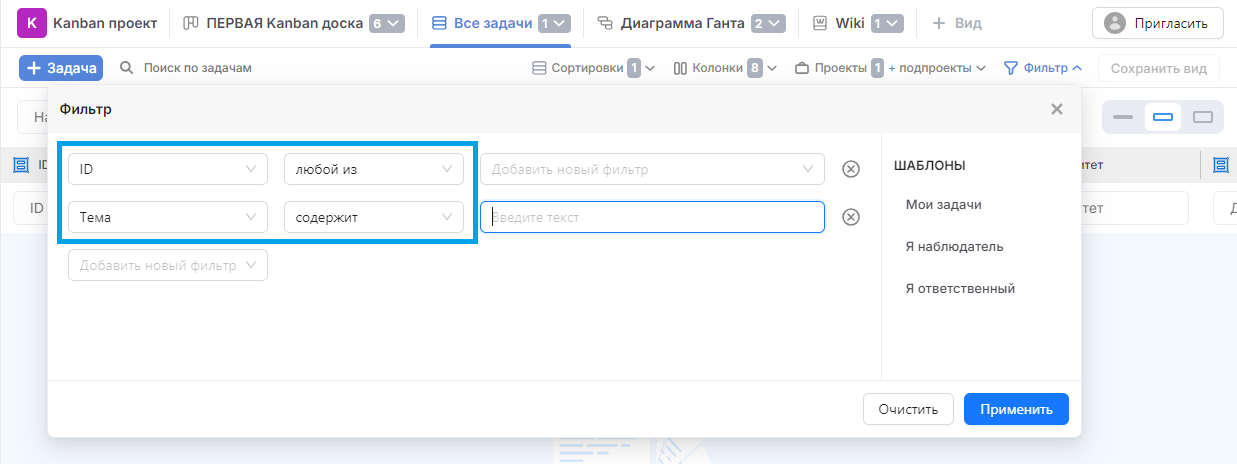 K Kanban проект ПЕРВАЯ Kanban доска 6 Все задачи 1 Диаграмма Ганта 2 Wiki 1 + Вид Пригласить
+ Задача Поиск по задачам Сортировки 1 Колонки 8 Проекты 1 + подпроекты Фильтр Сохранить вид
Фильтр
ID любой из Добавить новый фильтр
Тема содержит Введите текст
Добавить новый фильтр
ШАБЛОНЫ
Мои задачи
Я наблюдатель
Я ответственный
ID
Очистить Применить